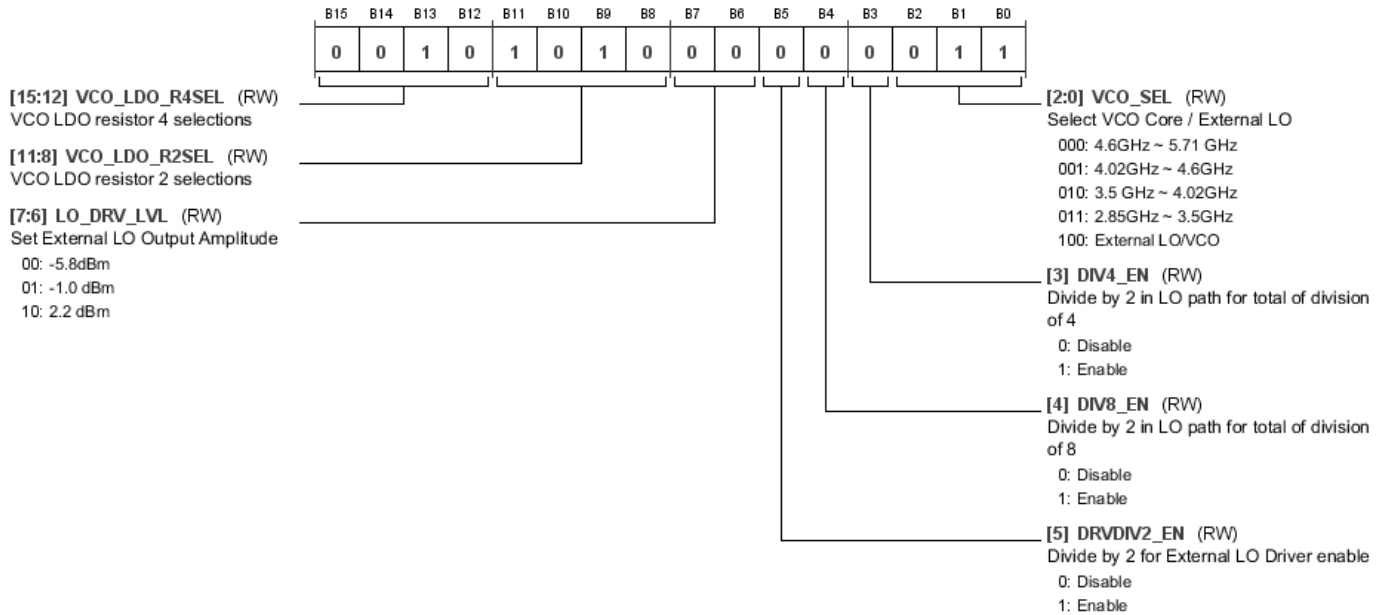 B15 B14 B13 B12 B11 B10 B9 B8 B7 B6 B5 B4 B3 B2 B1 B0
0 0 1 0 1 0 1 0 0 0 0 0 0 0 1 1
[15:12] VCO_LDO_R4SEL (RW)
VCO LDO resistor 4 selections
[11:8] VCO_LDO_R2SEL (RW)
VCO LDO resistor 2 selections
[7:6] LO_DRV_LVL (RW)
Set External LO Output Amplitude
00: -5.8dBm
01: -1.0 dBm
10: 2.2 dBm
[2:0] VCO_SEL (RW)
Select VCO Core / External LO
000: 4.6GHz ~ 5.71 GHz
001: 4.02GHz ~ 4.6GHz
010: 3.5 GHz ~ 4.02GHz
011: 2.85GHz ~ 3.5GHz
100: External LO/VCO
[3] DIV4_EN (RW)
Divide by 2 in LO path for total of division
of 4
0: Disable
1: Enable
[4] DIV8_EN (RW)
Divide by 2 in LO path for total of division
of 8
0: Disable
1: Enable
[5] DRVDIV2_EN (RW)
Divide by 2 for External LO Driver enable
0: Disable
1: Enable